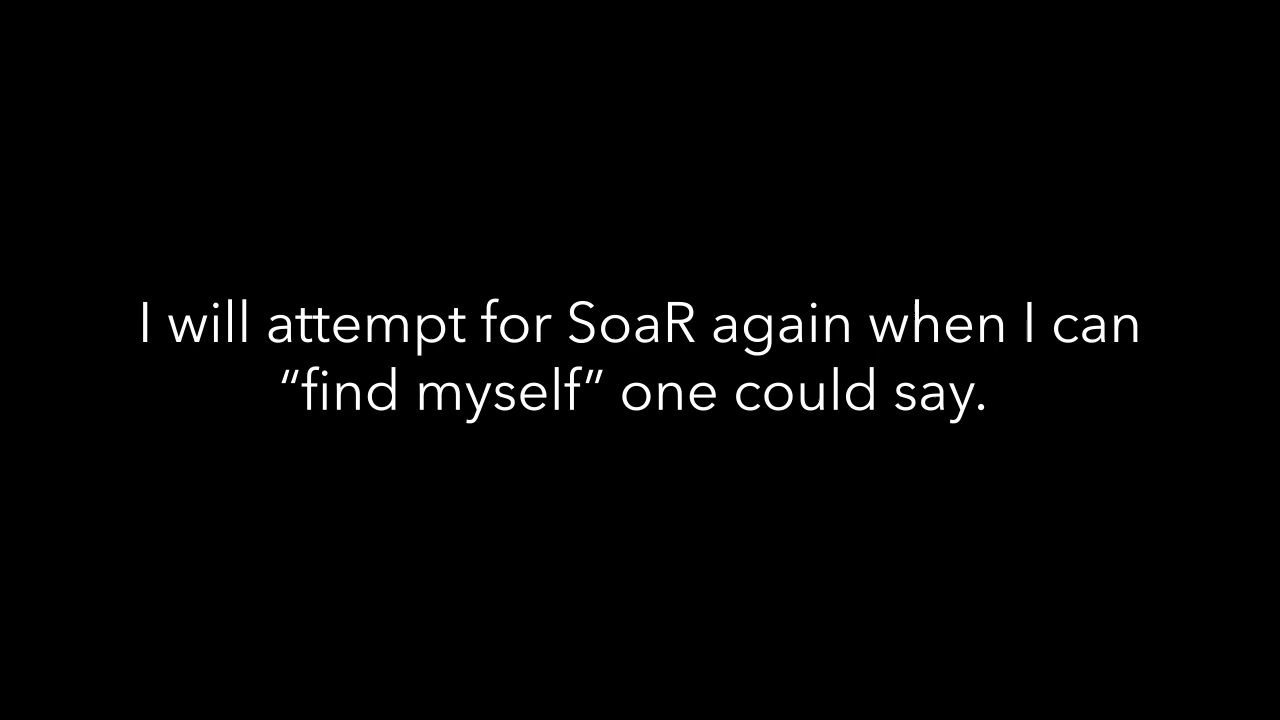 I will attempt for SoaR again when I can
“find myself” one could say.